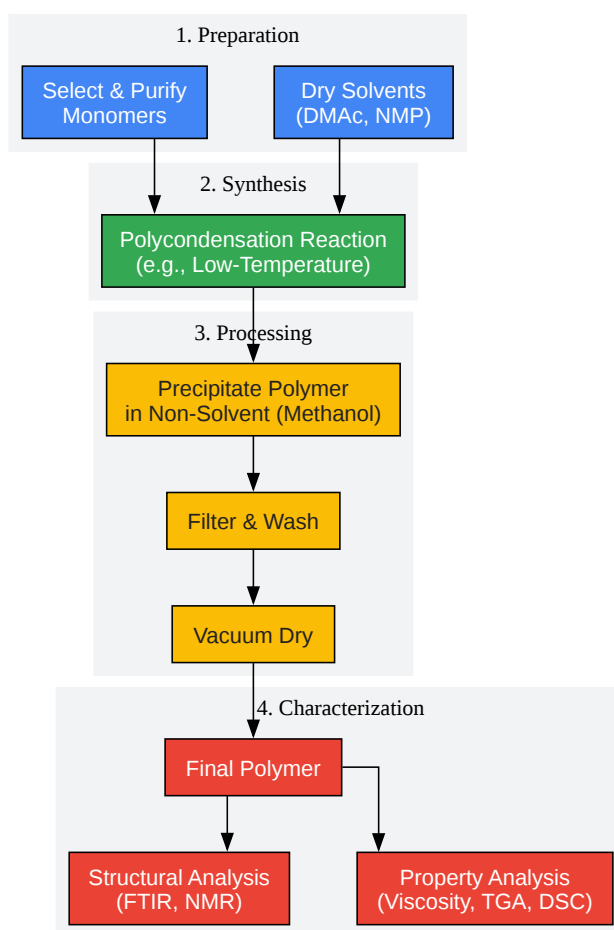 1. Preparation
Select & Purify
Monomers
Dry Solvents
(DMAc, NMP)
2. Synthesis
Polycondensation Reaction
(e.g., Low-Temperature)
3. Processing
Precipitate Polymer
in Non-Solvent (Methanol)
Filter & Wash
Vacuum Dry
4. Characterization
Final Polymer
Structural Analysis
(FTIR, NMR)
Property Analysis
(Viscosity, TGA, DSC)